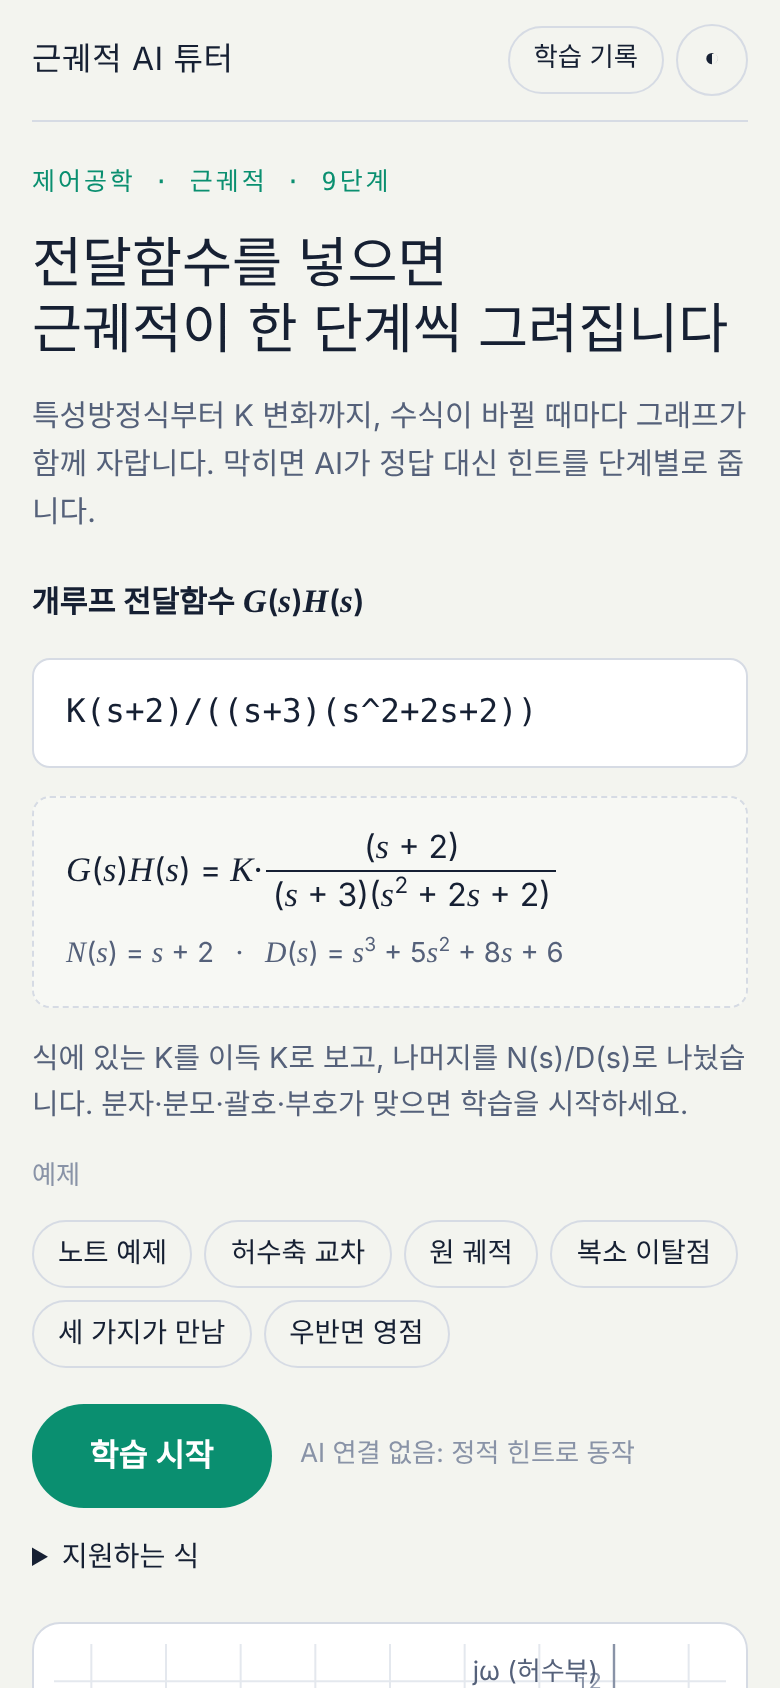 근궤적 AI 튜터
학습 기록
제어공학 · 근궤적 · 9단계
전달함수를 넣으면
근궤적이 한 단계씩 그려집니다
특성방정식부터 K 변화까지, 수식이 바뀔 때마다 그래프가
함께 자랍니다. 막히면 AI가 정답 대신 힌트를 단계별로 줍
니다.
개루프 전달함수 G(s)H(s)
K(s+2)/((s+3)(s^2+2s+2))
G(s)H(s) = K· (s + 2) / (s + 3)(s² + 2s + 2)
N(s) = s + 2 · D(s) = s³ + 5s² + 8s + 6
식에 있는 K를 이득 K로 보고, 나머지를 N(s)/D(s)로 나눴습
니다. 분자·분모·괄호·부호가 맞으면 학습을 시작하세요.
예제
노트 예제 허수축 교차 원 궤적 복소 이탈점
세 가지가 만남 우반면 영점
학습 시작 AI 연결 없음: 정적 힌트로 동작
▶ 지원하는 식
jω (허수부)